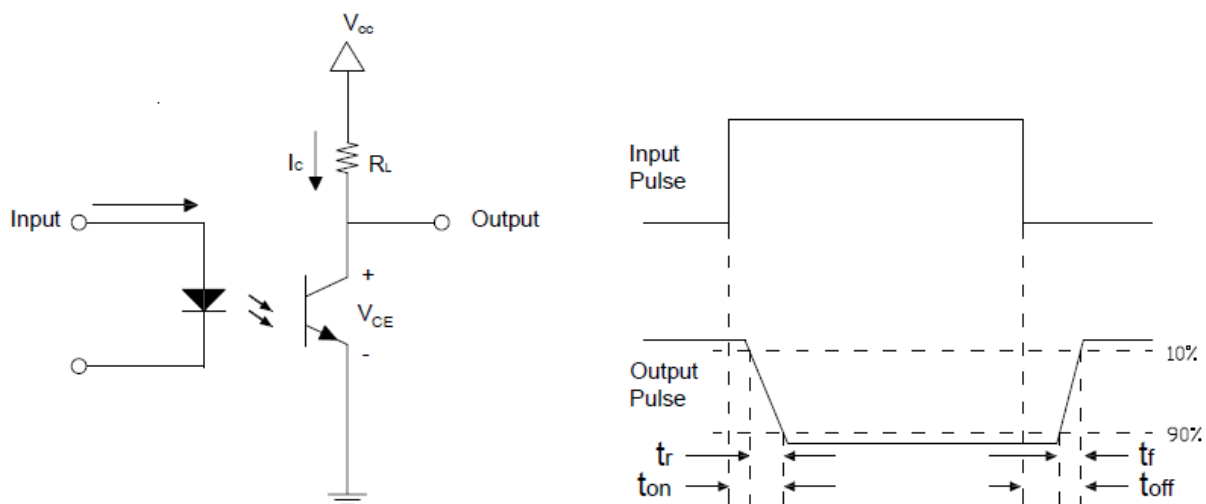 Vcc
Ic
RL
Input
Output
+
VCE
-
Input
Pulse
Output
Pulse
10%
90%
tr
tf
ton
toff